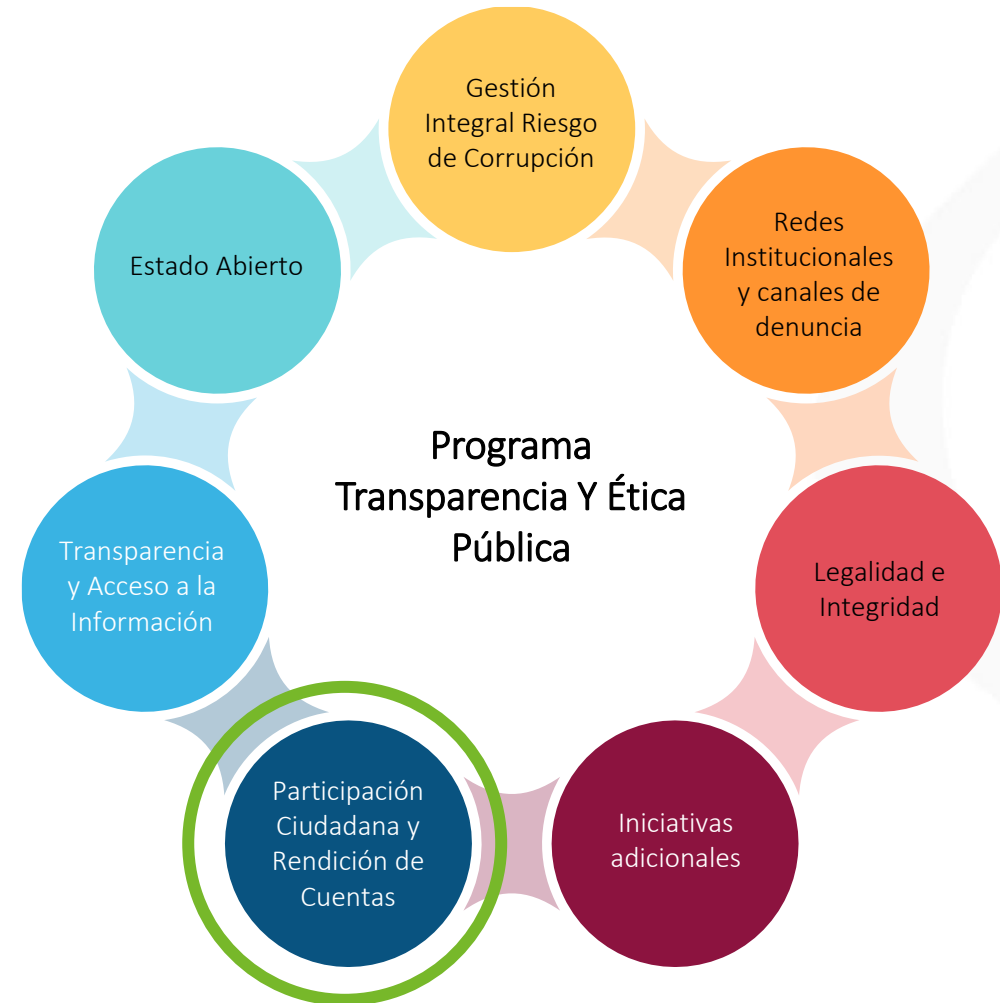 Gestión
Integral Riesgo
de Corrupción
Redes
Institucionales
y canales de
denuncia
Legalidad e
Integridad
Iniciativas
adicionales
Participación
Ciudadana y
Rendición de
Cuentas
Transparencia
y Acceso a la
Información
Estado Abierto
Programa
Transparencia Y Ética
Pública